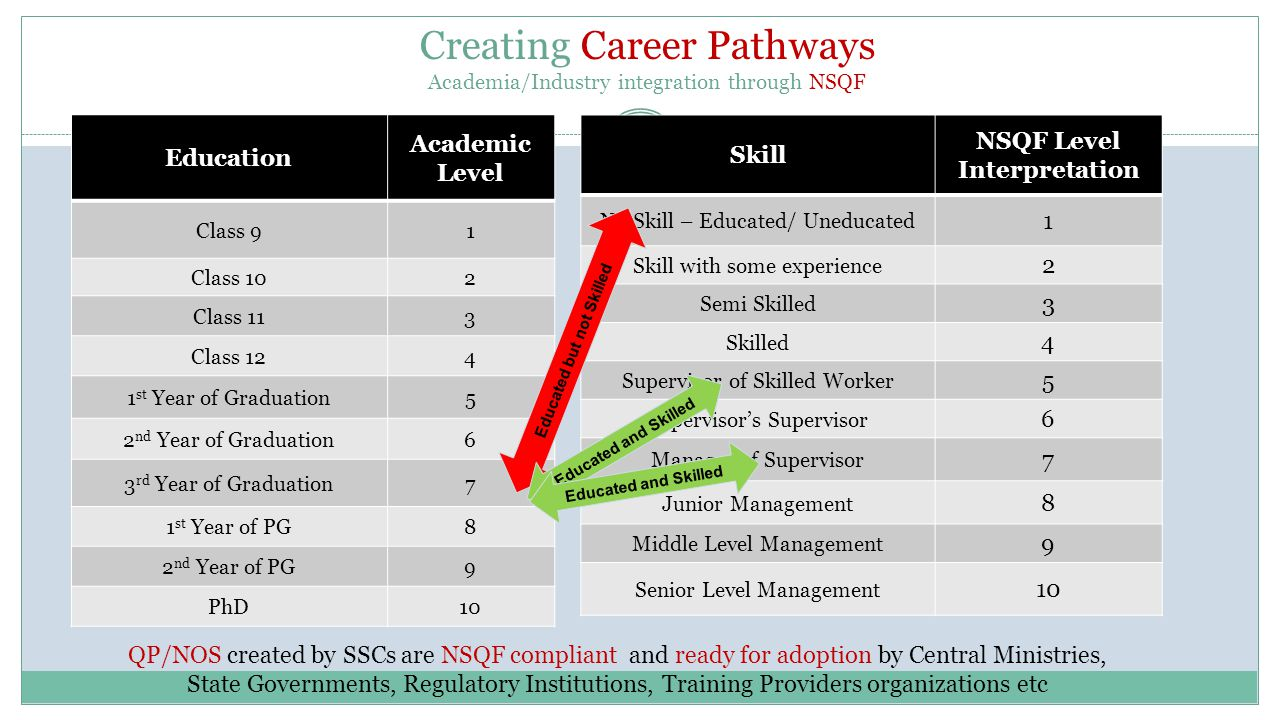 Creating Career Pathways
Academia/Industry integration through NSQF
Education Academic Level
Class 9 1
Class 10 2
Class 11 3
Class 12 4
1st Year of Graduation 5
2nd Year of Graduation 6
3rd Year of Graduation 7
1st Year of PG 8
2nd Year of PG 9
PhD 10
Skill NSQF Level Interpretation
Skill – Educated/ Uneducated 1
Skill with some experience 2
Semi Skilled 3
Skilled 4
Supervisor of Skilled Worker 5
Supervisor's Supervisor 6
Supervisor 7
Junior Management 8
Middle Level Management 9
Senior Level Management 10
Educated but not Skilled
Educated and Skilled
Educated and Skilled
QP/NOS created by SSCs are NSQF compliant and ready for adoption by Central Ministries,
State Governments, Regulatory Institutions, Training Providers organizations etc